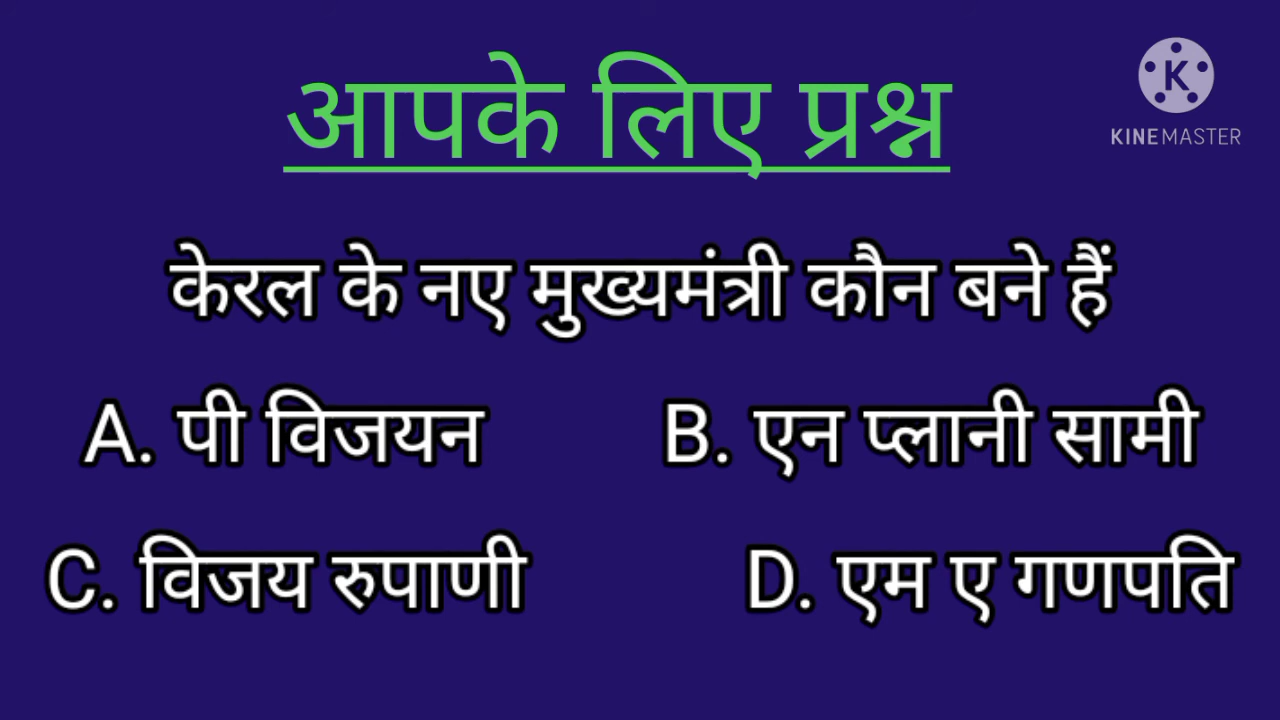 आपके लिए प्रश्न
K
KINEMASTER
केरल के नए मुख्यमंत्री कौन बने हैं
A. पी विजयन B. एन प्लानी सामी
C. विजय रुपाणी D. एम ए गणपति